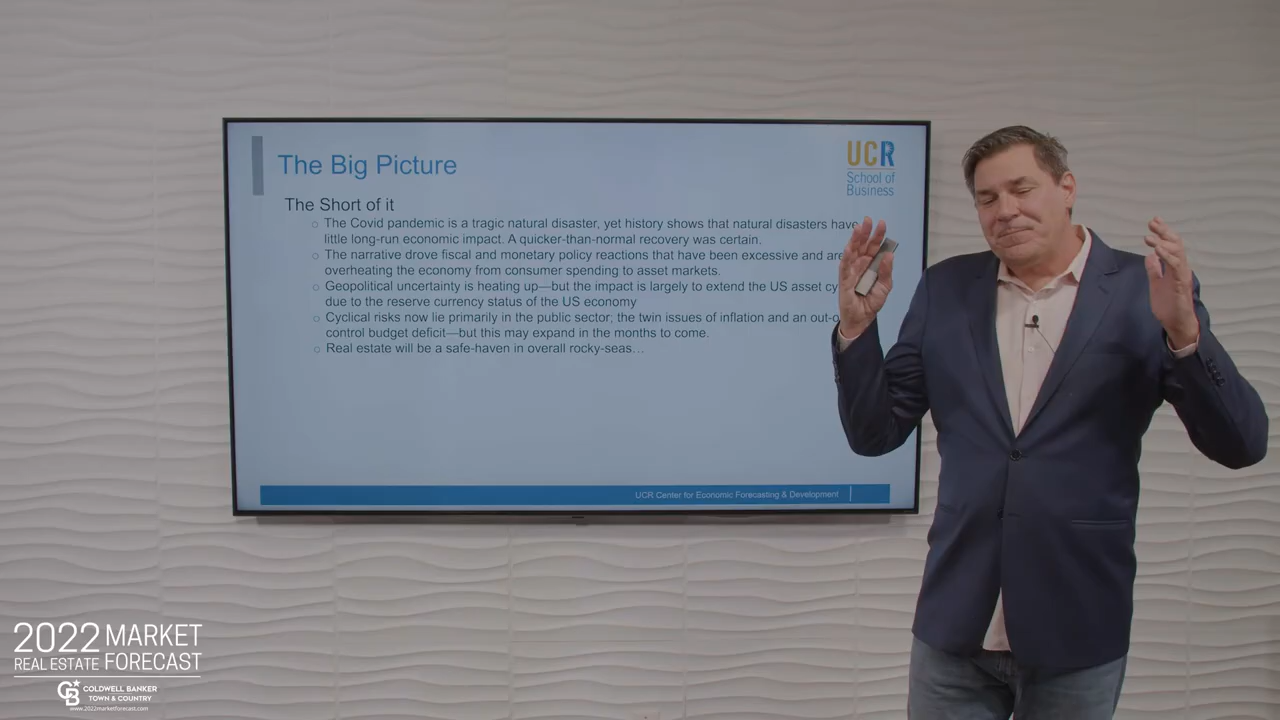 The Big Picture
UCR
School of
Business
The Short of it
The Covid pandemic is a tragic natural disaster, yet history shows that natural disasters have
little long-run economic impact. A quicker-than-normal recovery was certain.
The narrative drove fiscal and monetary policy reactions that have been excessive and are
overheating the economy from consumer spending to asset markets.
Geopolitical uncertainty is heating up—but the impact is largely to extend the US asset cy
due to the reserve currency status of the US economy
Cyclical risks now lie primarily in the public sector; the twin issues of inflation and an out-o
control budget deficit—but this may expand in the months to come.
Real estate will be a safe-haven in overall rocky-seas…
UCR Center for Economic Forecasting & Development
2022 MARKET
REAL ESTATE FORECAST
CB COLDWELL BANKER
TOWN & COUNTRY
www.2022marketforecast.com